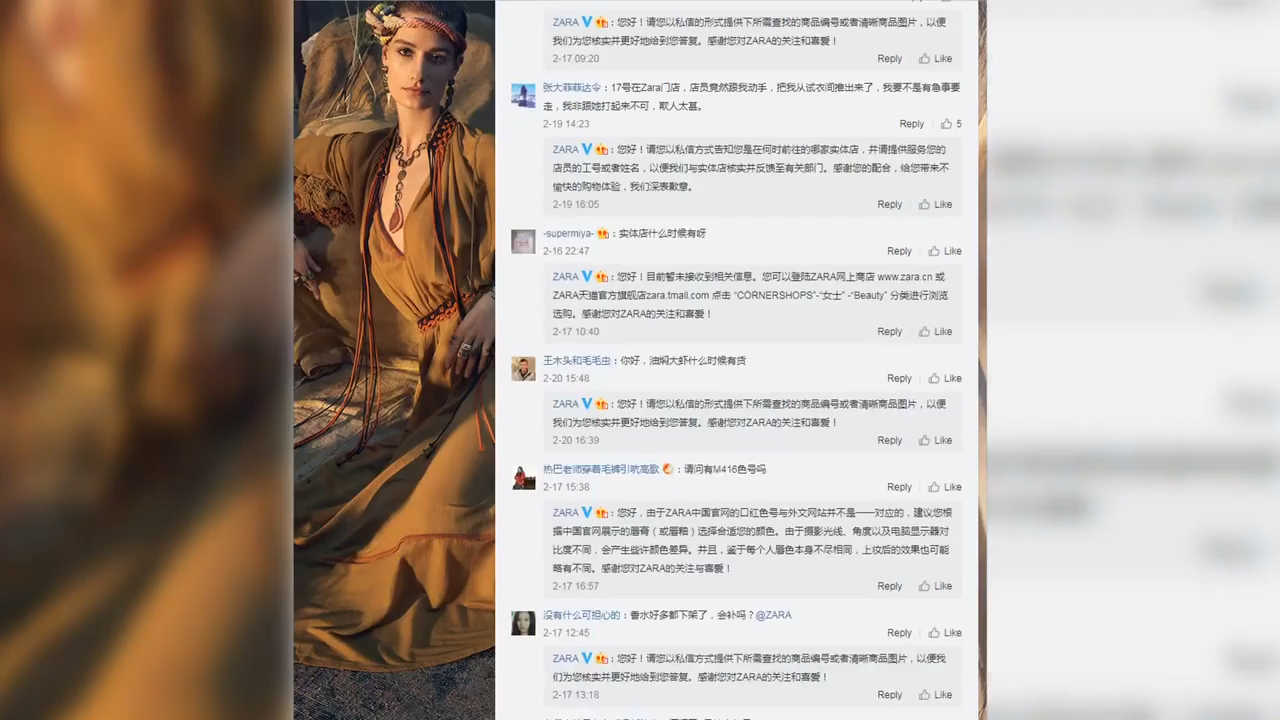 ZARA：您好！请您以私信的形式提供下所需查找的商品编号或者清晰商品图片，以便
我们为您核实并更好地给到您答复。感谢您对ZARA的关注和喜爱！
2-17 09:20 Reply Like
张大菲菲达令：17号在Zara门店，店员竟然跟我动手，把我从试衣间推出来了，我要不是有急事要
走，我非跟她打起来不可，欺人太甚。
2-19 14:23 Reply 5
ZARA：您好！请您以私信方式告知您是在何时前往的哪家实体店，并请提供服务您的
店员的工号或者姓名，以便我们与实体店核实并反馈至有关部门。感谢您的配合，给您带来不
愉快的购物体验，我们深表歉意。
2-19 16:05 Reply Like
-supermiya-：实体店什么时候有呀
2-16 22:47 Reply Like
ZARA：您好！目前暂未接收到相关信息。您可以登陆ZARA网上商店 www.zara.cn 或
ZARA天猫官方旗舰店zara.tmall.com 点击 “CORNERSHOPS”-“女士” -“Beauty” 分类进行浏览
选购。感谢您对ZARA的关注和喜爱！
2-17 10:40 Reply Like
王木头和毛毛虫：你好，油焖大虾什么时候有货
2-20 15:48 Reply Like
ZARA：您好！请您以私信的形式提供下所需查找的商品编号或者清晰商品图片，以便
我们为您核实并更好地给到您答复。感谢您对ZARA的关注和喜爱！
2-20 16:39 Reply Like
热巴老师穿着毛裤引吭高歌：请问有M416色号吗
2-17 15:38 Reply Like
ZARA：您好，由于ZARA中国官网的口红色号与外文网站并不是一一对应的，建议您根
据中国官网展示的唇膏（或唇釉）选择合适您的颜色。由于摄影光线、角度以及电脑显示器对
比度不同，会产生些许颜色差异。并且，鉴于每个人唇色本身不尽相同，上妆后的效果也可能
略有不同。感谢您对ZARA的关注与喜爱！
2-17 16:57 Reply Like
没有什么可担心的：香水好多都下架了，会补吗？@ZARA
2-17 12:45 Reply Like
ZARA：您好！请您以私信方式提供下所需查找的商品编号或者清晰商品图片，以便我
们为您核实并更好地给到您答复。感谢您对ZARA的关注和喜爱！
2-17 13:18 Reply Like